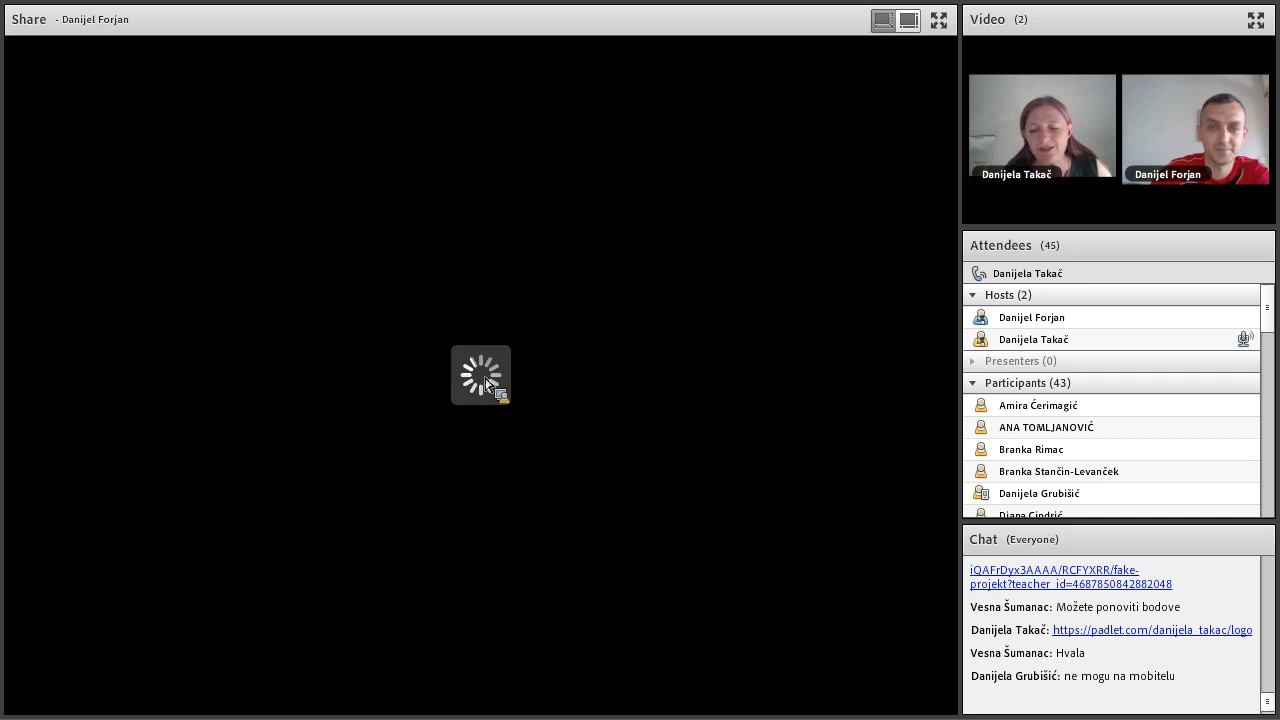 Share - Danijel Forjan
Video (2)
Danijela Takač
Danijel Forjan
Attendees (45)
Danijela Takač
Hosts (2)
Danijel Forjan
Danijela Takač
Presenters (0)
Participants (43)
Amira Ćerimagić
ANA TOMLJANOVIĆ
Branka Rimac
Branka Stančin-Levanček
Danijela Grubišić
Diana Cindrić
Chat (Everyone)
iQAFrDyx3AAAA/RCFYXRR/fake-
projekt?teacher_id=4687850842882048
Vesna Šumanac: Možete ponoviti bodove
Danijela Takač: https://padlet.com/danijela_takac/logo
Vesna Šumanac: Hvala
Danijela Grubišić: ne mogu na mobitelu